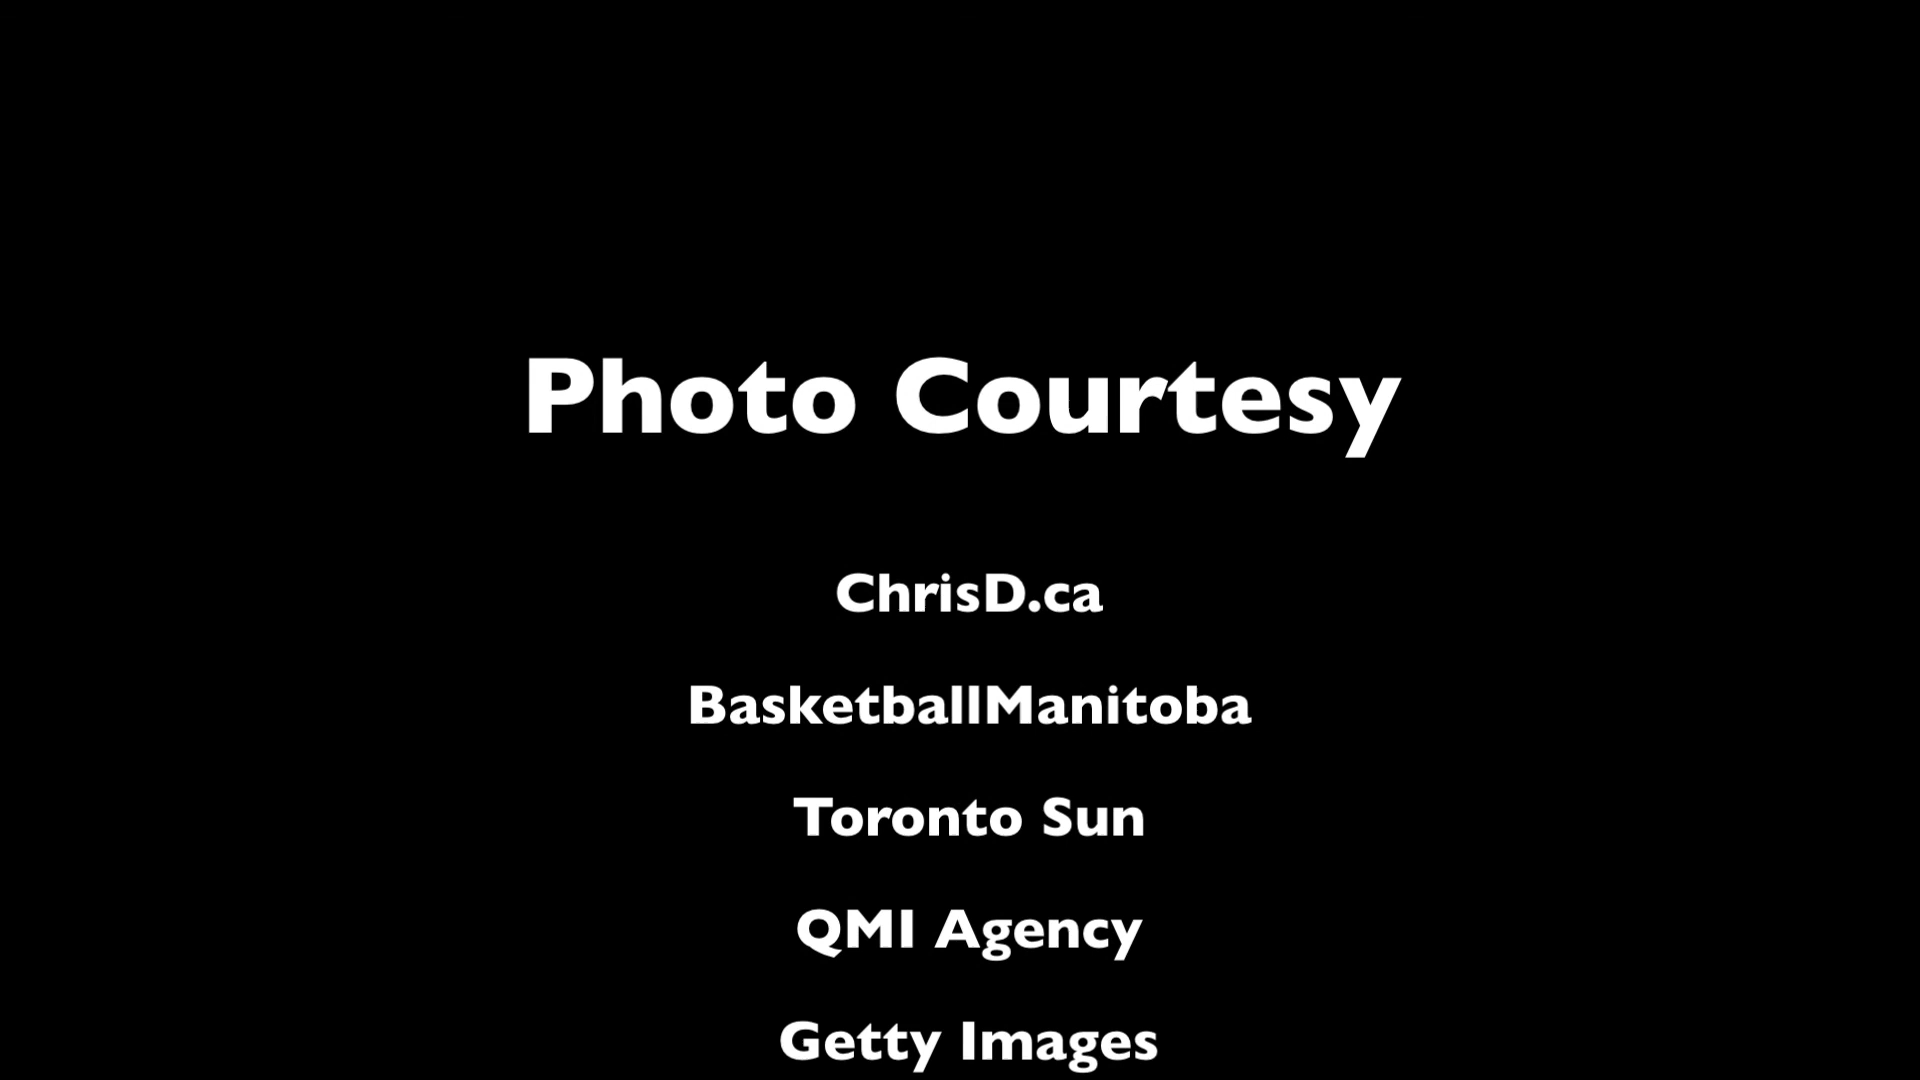 Photo Courtesy
ChrisD.ca
BasketballManitoba
Toronto Sun
QMI Agency
Getty Images